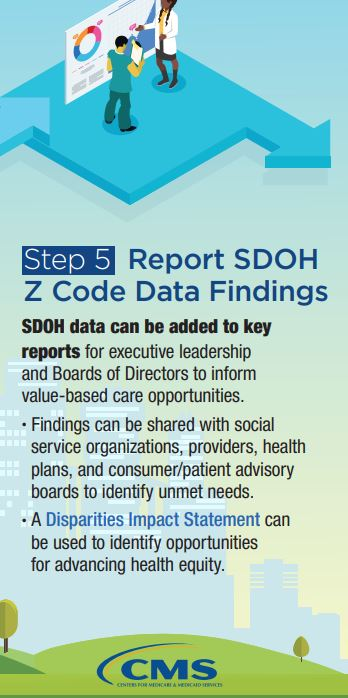 Step 5 Report SDOH
Z Code Data Findings
SDOH data can be added to key
reports for executive leadership
and Boards of Directors to inform
value-based care opportunities.
• Findings can be shared with social
service organizations, providers, health
plans, and consumer/patient advisory
boards to identify unmet needs.
• A Disparities Impact Statement can
be used to identify opportunities
for advancing health equity.
CMS
CENTERS FOR MEDICARE & MEDICAID SERVICES